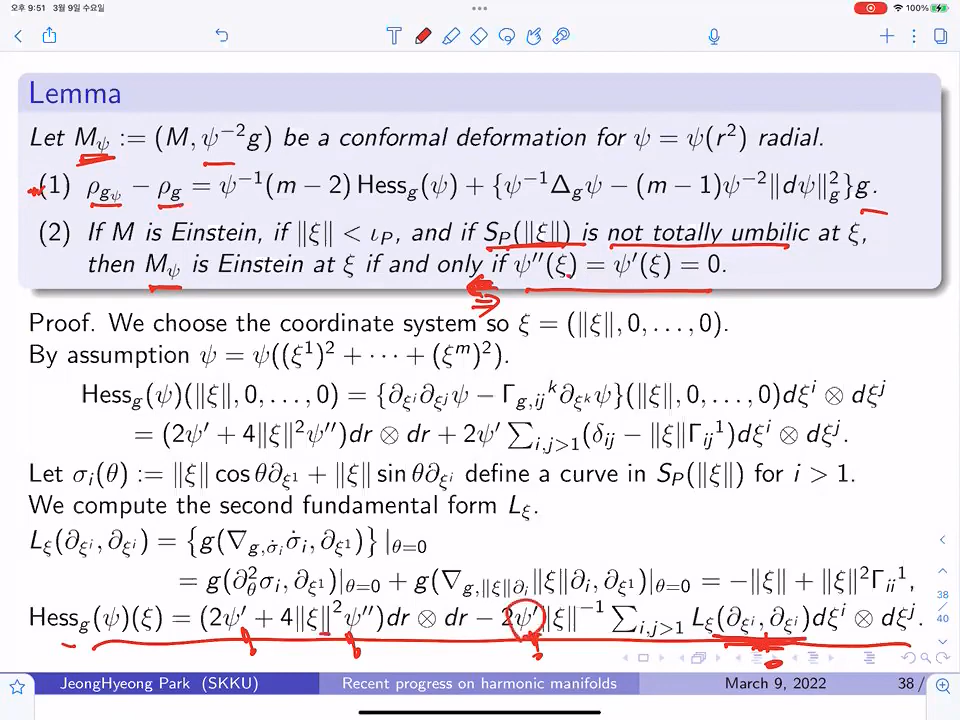 오후 9:51 3월 9일 수요일
100%
Lemma
Let M_ψ := (M, ψ^{-2}g) be a conformal deformation for ψ = ψ(r^2) radial.
(1) ρ_{g_ψ} − ρ_g = ψ^{-1}(m − 2) Hess_g(ψ) + {ψ^{-1}Δ_gψ − (m − 1)ψ^{-2}‖dψ‖_g^2}g.
(2) If M is Einstein, if ‖ξ‖ < ι_P, and if S_P(‖ξ‖) is not totally umbilic at ξ,
then M_ψ is Einstein at ξ if and only if ψ′′(ξ) = ψ′(ξ) = 0.
Proof. We choose the coordinate system so ξ = (‖ξ‖, 0, . . . , 0).
By assumption ψ = ψ((ξ^1)^2 + ⋯ + (ξ^m)^2).
Hess_g(ψ)(‖ξ‖, 0, . . . , 0) = {∂_{ξ^i}∂_{ξ^j}ψ − Γ_{g,ij}^k∂_{ξ^k}ψ}(‖ξ‖, 0, . . . , 0)dξ^i ⊗ dξ^j
= (2ψ′ + 4‖ξ‖^2ψ′′)dr ⊗ dr + 2ψ′ ∑_{i,j>1}(δ_{ij} − ‖ξ‖Γ_{ij}^1)dξ^i ⊗ dξ^j.
Let σ_i(θ) := ‖ξ‖ cos θ∂_{ξ^1} + ‖ξ‖ sin θ∂_{ξ^i} define a curve in S_P(‖ξ‖) for i > 1.
We compute the second fundamental form L_ξ.
L_ξ(∂_{ξ^i}, ∂_{ξ^i}) = {g(∇_{g,σ̇_i}σ̇_i, ∂_{ξ^1})}|_{θ=0}
= g(∂_θ^2σ_i, ∂_{ξ^1})|_{θ=0} + g(∇_{g,‖ξ‖∂_i}‖ξ‖∂_i, ∂_{ξ^1})|_{θ=0} = −‖ξ‖ + ‖ξ‖^2Γ_{ii}^1,
Hess_g(ψ)(ξ) = (2ψ′ + 4‖ξ‖^2ψ′′)dr ⊗ dr − 2ψ′‖ξ‖^{-1} ∑_{i,j>1} L_ξ(∂_{ξ^i}, ∂_{ξ^i})dξ^i ⊗ dξ^j.
38
40
JeongHyeong Park (SKKU) Recent progress on harmonic manifolds March 9, 2022 38 /